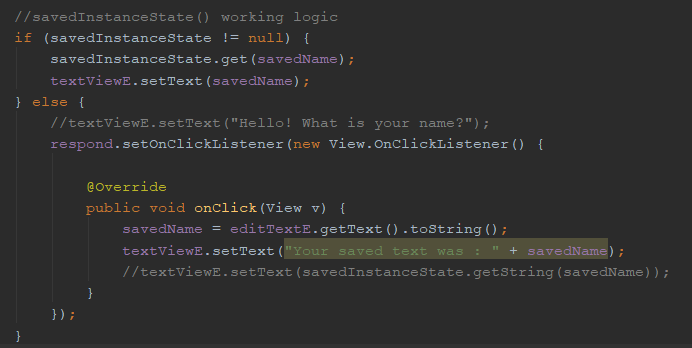 //savedInstanceState() working logic
if (savedInstanceState != null) {
    savedInstanceState.get(savedName);
    textViewE.setText(savedName);
} else {
    //textViewE.setText("Hello! What is your name?");
    respond.setOnClickListener(new View.OnClickListener() {
        @Override
        public void onClick(View v) {
            savedName = editTextE.getText().toString();
            textViewE.setText("Your saved text was : " + savedName);
            //textViewE.setText(savedInstanceState.getString(savedName));
        }
    });
}